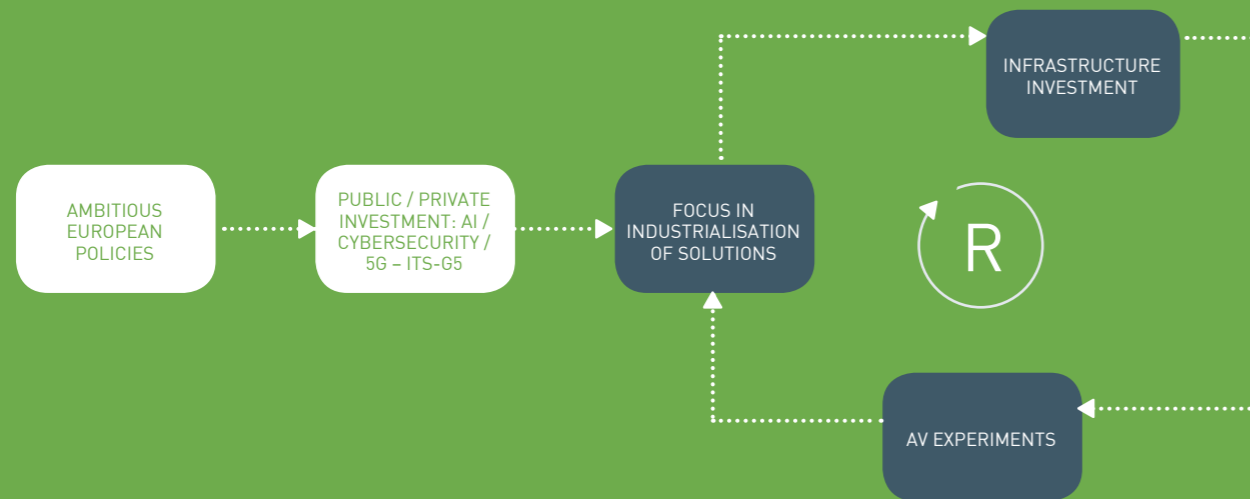 AMBITIOUS
EUROPEAN
POLICIES
PUBLIC / PRIVATE
INVESTMENT: AI /
CYBERSECURITY /
5G – ITS-G5
FOCUS IN
INDUSTRIALISATION
OF SOLUTIONS
INFRASTRUCTURE
INVESTMENT
R
AV EXPERIMENTS